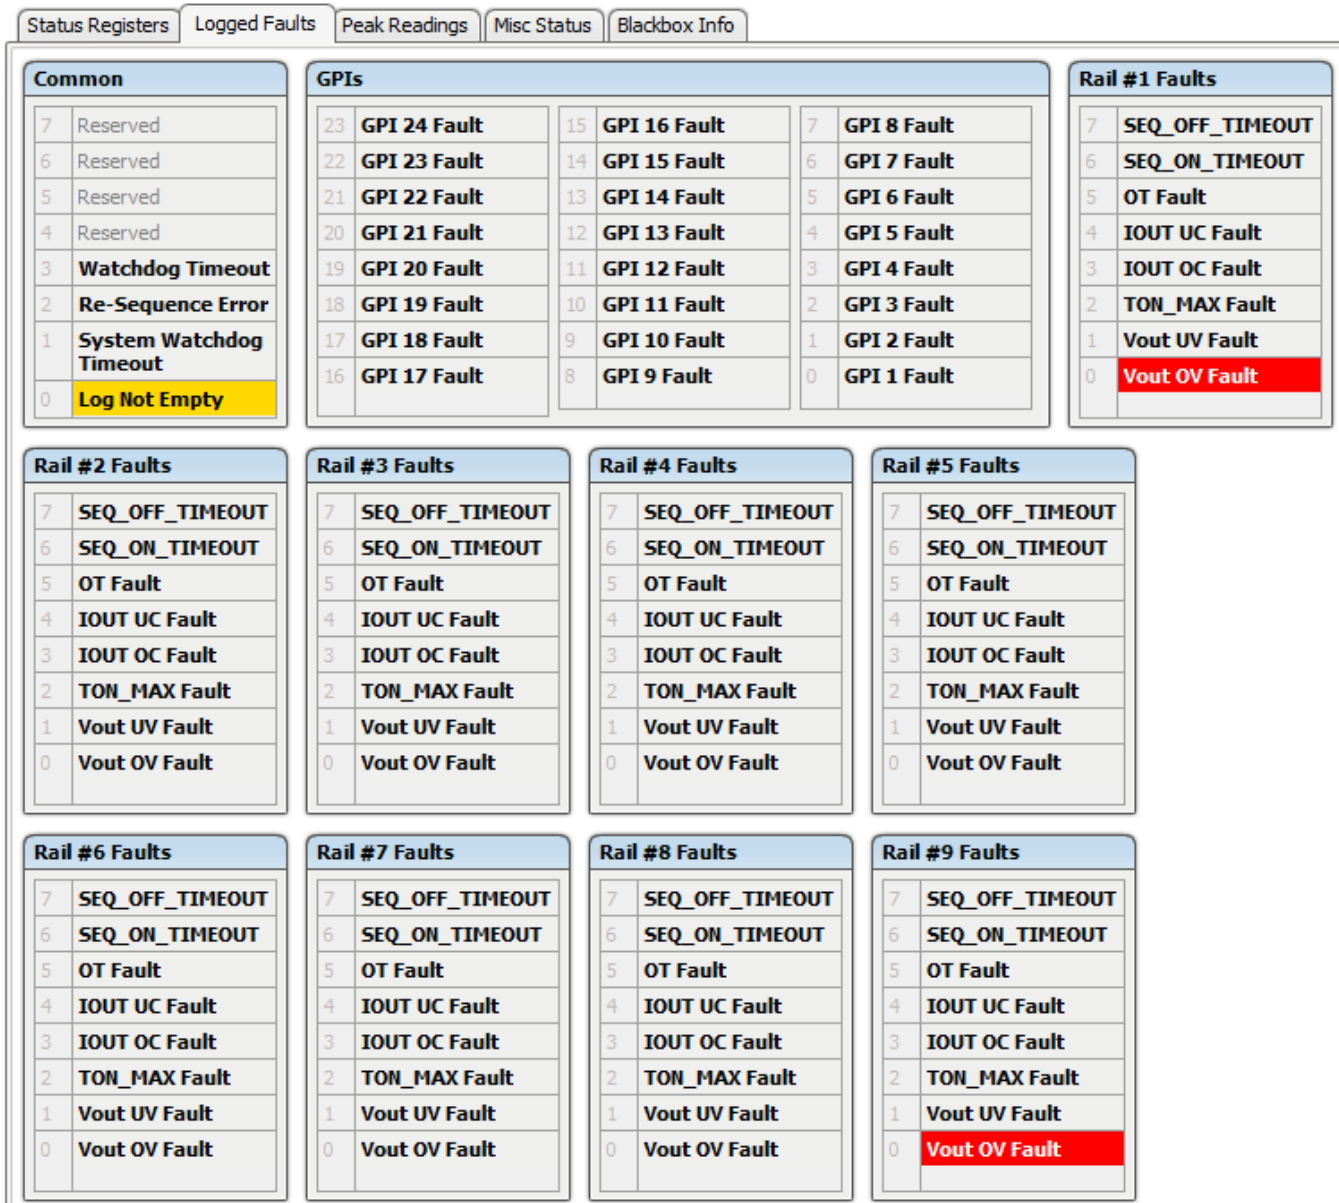 Status Registers Logged Faults Peak Readings Misc Status Blackbox Info
Common
7 Reserved
6 Reserved
5 Reserved
4 Reserved
3 Watchdog Timeout
2 Re-Sequence Error
1 System Watchdog
Timeout
0 Log Not Empty
GPIs
23 GPI 24 Fault
22 GPI 23 Fault
21 GPI 22 Fault
20 GPI 21 Fault
19 GPI 20 Fault
18 GPI 19 Fault
17 GPI 18 Fault
16 GPI 17 Fault
15 GPI 16 Fault
14 GPI 15 Fault
13 GPI 14 Fault
12 GPI 13 Fault
11 GPI 12 Fault
10 GPI 11 Fault
9 GPI 10 Fault
8 GPI 9 Fault
7 GPI 8 Fault
6 GPI 7 Fault
5 GPI 6 Fault
4 GPI 5 Fault
3 GPI 4 Fault
2 GPI 3 Fault
1 GPI 2 Fault
0 GPI 1 Fault
Rail #1 Faults
7 SEQ_OFF_TIMEOUT
6 SEQ_ON_TIMEOUT
5 OT Fault
4 IOUT UC Fault
3 IOUT OC Fault
2 TON_MAX Fault
1 Vout UV Fault
0 Vout OV Fault
Rail #2 Faults
7 SEQ_OFF_TIMEOUT
6 SEQ_ON_TIMEOUT
5 OT Fault
4 IOUT UC Fault
3 IOUT OC Fault
2 TON_MAX Fault
1 Vout UV Fault
0 Vout OV Fault
Rail #3 Faults
7 SEQ_OFF_TIMEOUT
6 SEQ_ON_TIMEOUT
5 OT Fault
4 IOUT UC Fault
3 IOUT OC Fault
2 TON_MAX Fault
1 Vout UV Fault
0 Vout OV Fault
Rail #4 Faults
7 SEQ_OFF_TIMEOUT
6 SEQ_ON_TIMEOUT
5 OT Fault
4 IOUT UC Fault
3 IOUT OC Fault
2 TON_MAX Fault
1 Vout UV Fault
0 Vout OV Fault
Rail #5 Faults
7 SEQ_OFF_TIMEOUT
6 SEQ_ON_TIMEOUT
5 OT Fault
4 IOUT UC Fault
3 IOUT OC Fault
2 TON_MAX Fault
1 Vout UV Fault
0 Vout OV Fault
Rail #6 Faults
7 SEQ_OFF_TIMEOUT
6 SEQ_ON_TIMEOUT
5 OT Fault
4 IOUT UC Fault
3 IOUT OC Fault
2 TON_MAX Fault
1 Vout UV Fault
0 Vout OV Fault
Rail #7 Faults
7 SEQ_OFF_TIMEOUT
6 SEQ_ON_TIMEOUT
5 OT Fault
4 IOUT UC Fault
3 IOUT OC Fault
2 TON_MAX Fault
1 Vout UV Fault
0 Vout OV Fault
Rail #8 Faults
7 SEQ_OFF_TIMEOUT
6 SEQ_ON_TIMEOUT
5 OT Fault
4 IOUT UC Fault
3 IOUT OC Fault
2 TON_MAX Fault
1 Vout UV Fault
0 Vout OV Fault
Rail #9 Faults
7 SEQ_OFF_TIMEOUT
6 SEQ_ON_TIMEOUT
5 OT Fault
4 IOUT UC Fault
3 IOUT OC Fault
2 TON_MAX Fault
1 Vout UV Fault
0 Vout OV Fault